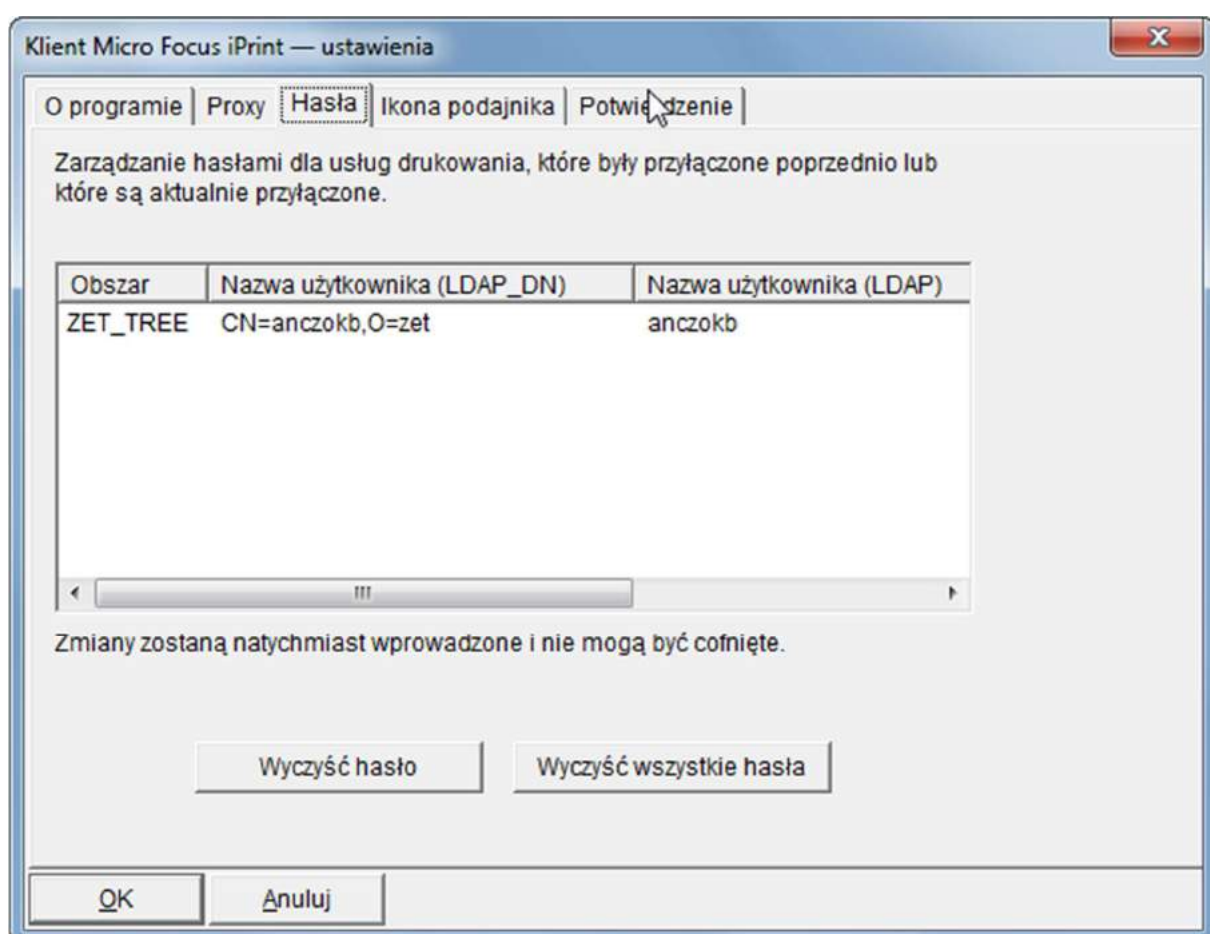 Klient Micro Focus iPrint — ustawienia
O programie Proxy Hasła Ikona podajnika Potwierdzenie
Zarządzanie hasłami dla usług drukowania, które były przyłączone poprzednio lub
które są aktualnie przyłączone.
Obszar Nazwa użytkownika (LDAP_DN) Nazwa użytkownika (LDAP)
ZET_TREE CN=anczokb,O=zet anczokb
Zmiany zostaną natychmiast wprowadzone i nie mogą być cofnięte.
Wyczyść hasło Wyczyść wszystkie hasła
OK Anuluj